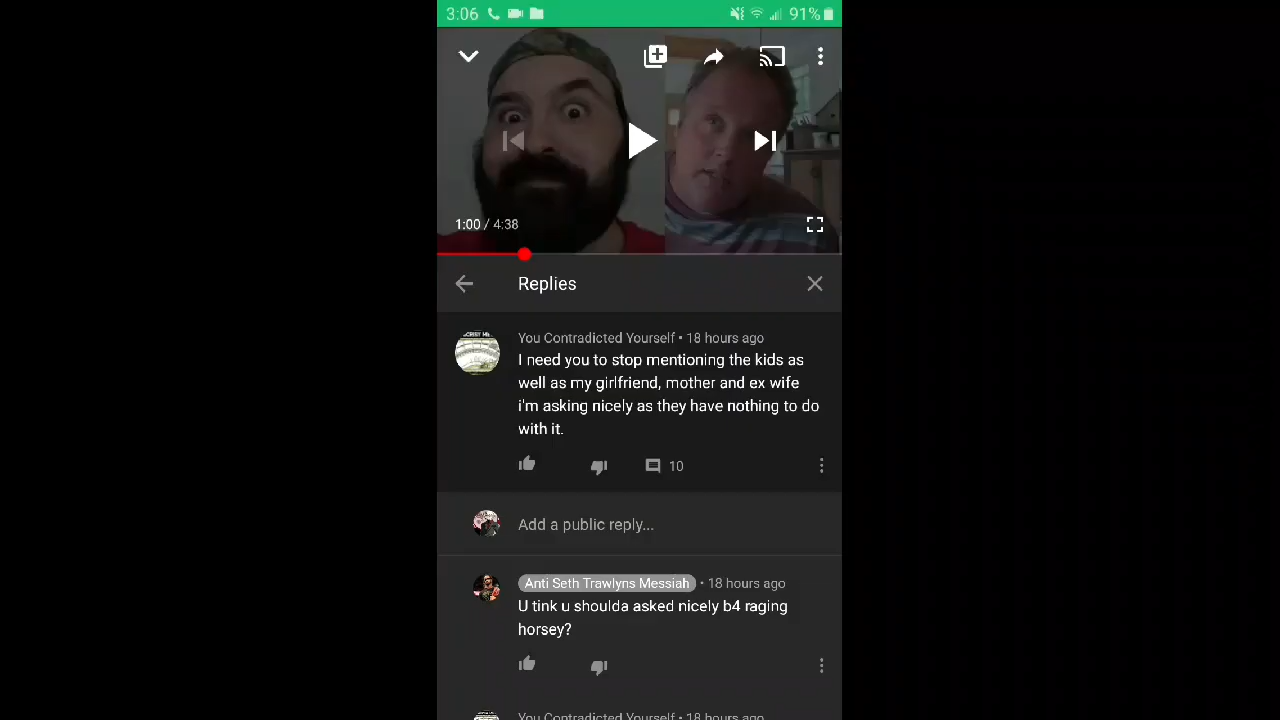 3:06
91%
1:00 / 4:38
Replies
You Contradicted Yourself • 18 hours ago
I need you to stop mentioning the kids as
well as my girlfriend, mother and ex wife
i'm asking nicely as they have nothing to do
with it.
10
Add a public reply...
Anti Seth Trawlyns Messiah • 18 hours ago
U tink u shoulda asked nicely b4 raging
horsey?
You Contradicted Yourself • 18 hours ago